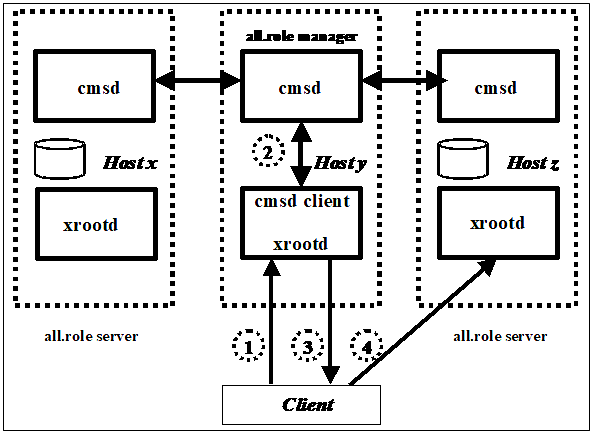 all.role manager
cmsd
cmsd
cmsd
2
Host x
Host y
Host z
cmsd client
xrootd
xrootd
xrootd
all.role server
1
3
4
all.role server
Client